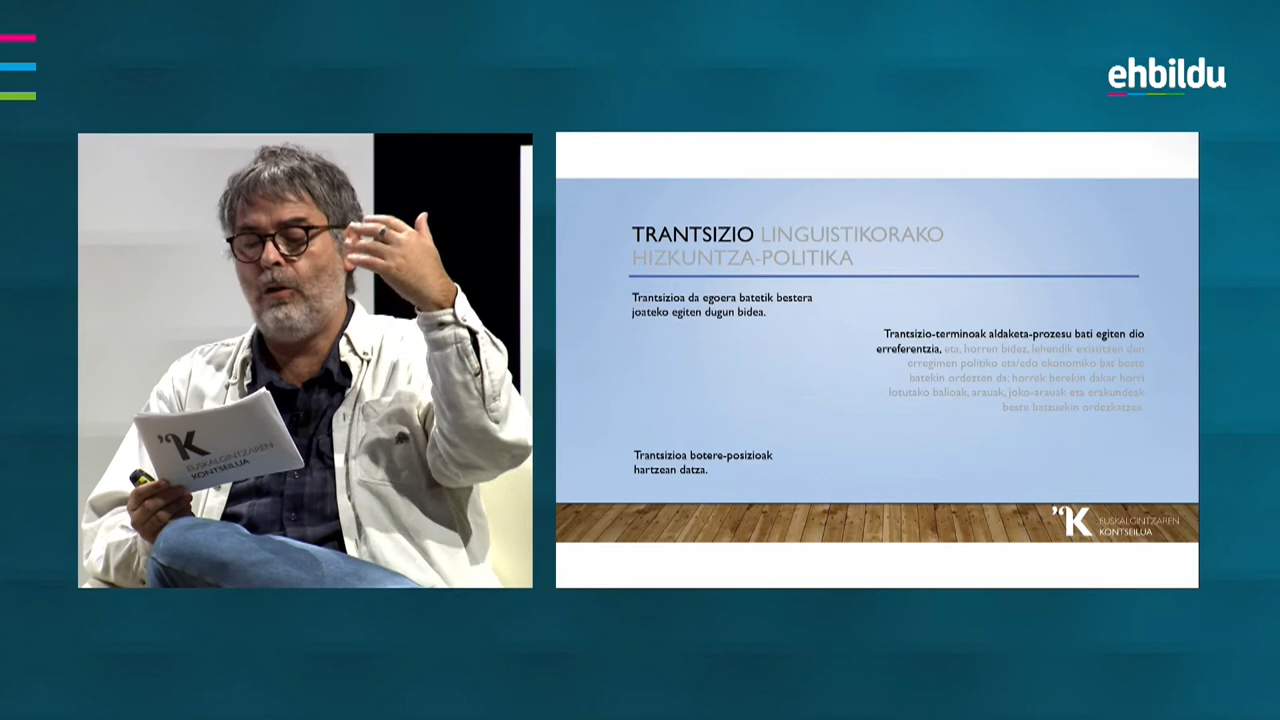 ehbildu
TRANTSIZIO LINGUISTIKORAKO
HIZKUNTZA-POLITIKA
Trantsizioa da egoera batetik bestera
joateko egiten dugun bidea.
Trantsizio-terminoak aldaketa-prozesu bati egiten dio
erreferentzia, eta, horren bidez, lehendik existitzen den
erregimen politiko eta/edo ekonomiko bat beste
batekin ordezten da; horrek berekin dakar horri
lotutako balioak, arauak, joko-arauak eta erakundeak
beste batzuekin ordezkatzea.
Trantsizioa botere-posizioak
hartzean datza.
'K EUSKALGINTZAREN
KONTSEILUA
'K EUSKALGINTZAREN
KONTSEILUA